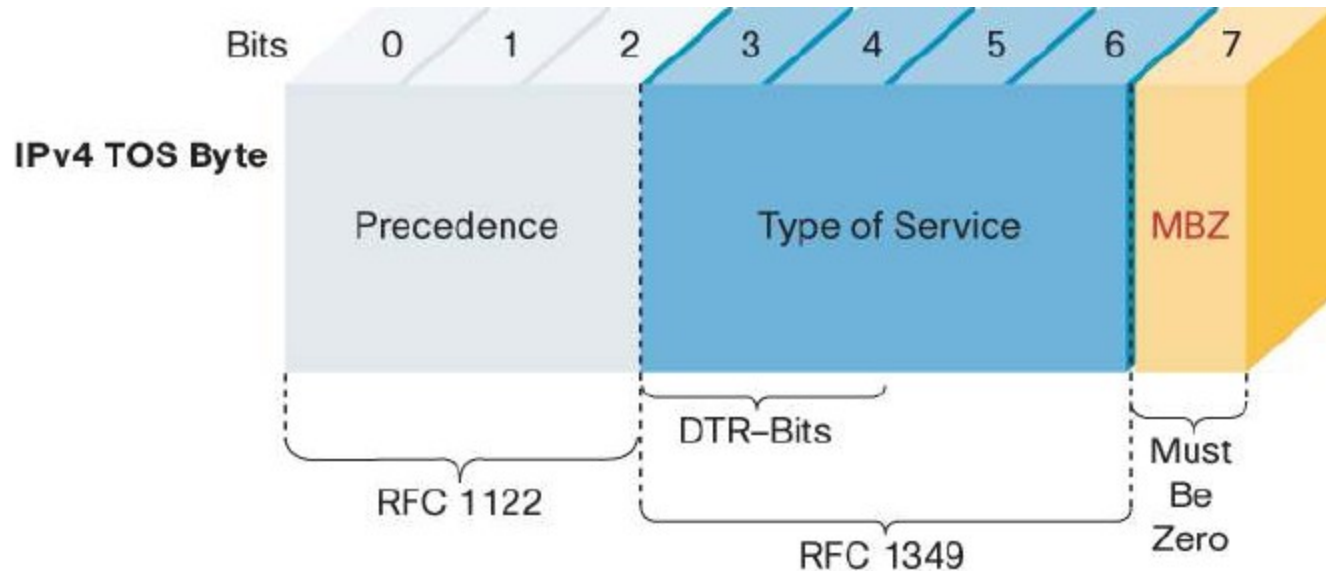 Bits 0 1 2 3 4 5 6 7
IPv4 TOS Byte
Precedence Type of Service MBZ
DTR–Bits
RFC 1122
RFC 1349
Must
Be
Zero